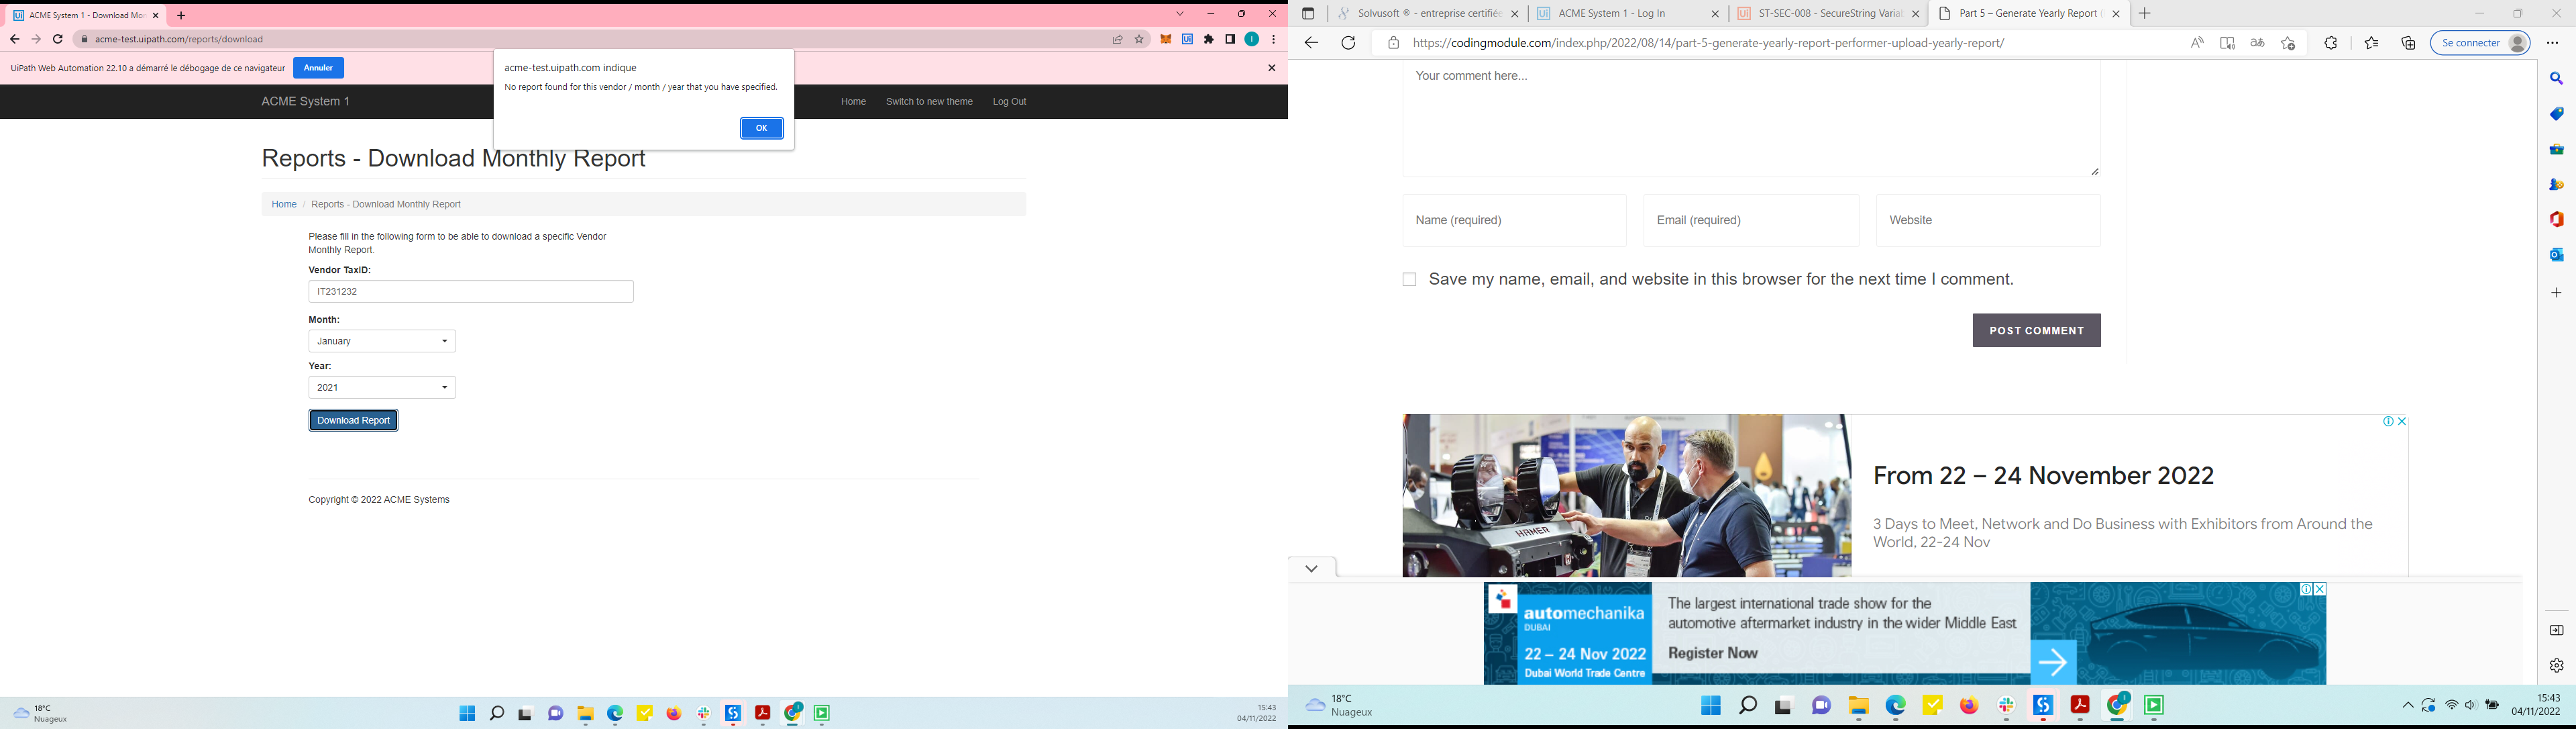 ACME System 1 - Download Mon
acme-test.uipath.com/reports/download
UiPath Web Automation 22.10 a démarré le débogage de ce navigateur
Annuler
acme-test.uipath.com indique
No report found for this vendor / month / year that you have specified.
OK
ACME System 1
Home
Switch to new theme
Log Out
Reports - Download Monthly Report
Home / Reports - Download Monthly Report
Please fill in the following form to be able to download a specific Vendor
Monthly Report.
Vendor TaxID:
IT231232
Month:
January
Year:
2021
Download Report
Copyright © 2022 ACME Systems
18°C
Nuageux
15:43
04/11/2022
Solvusoft ® - entreprise certifiée
ACME System 1 - Log In
ST-SEC-008 - SecureString Varia
Part 5 – Generate Yearly Report (
https://codingmodule.com/index.php/2022/08/14/part-5-generate-yearly-report-performer-upload-yearly-report/
Se connecter
Your comment here...
Name (required)
Email (required)
Website
Save my name, email, and website in this browser for the next time I comment.
POST COMMENT
HAMER
From 22 – 24 November 2022
3 Days to Meet, Network and Do Business with Exhibitors from Around the
World, 22-24 Nov
automechanika
DUBAI
22 – 24 Nov 2022
Dubai World Trade Centre
The largest international trade show for the
automotive aftermarket industry in the wider Middle East
Register Now
18°C
Nuageux
15:43
04/11/2022